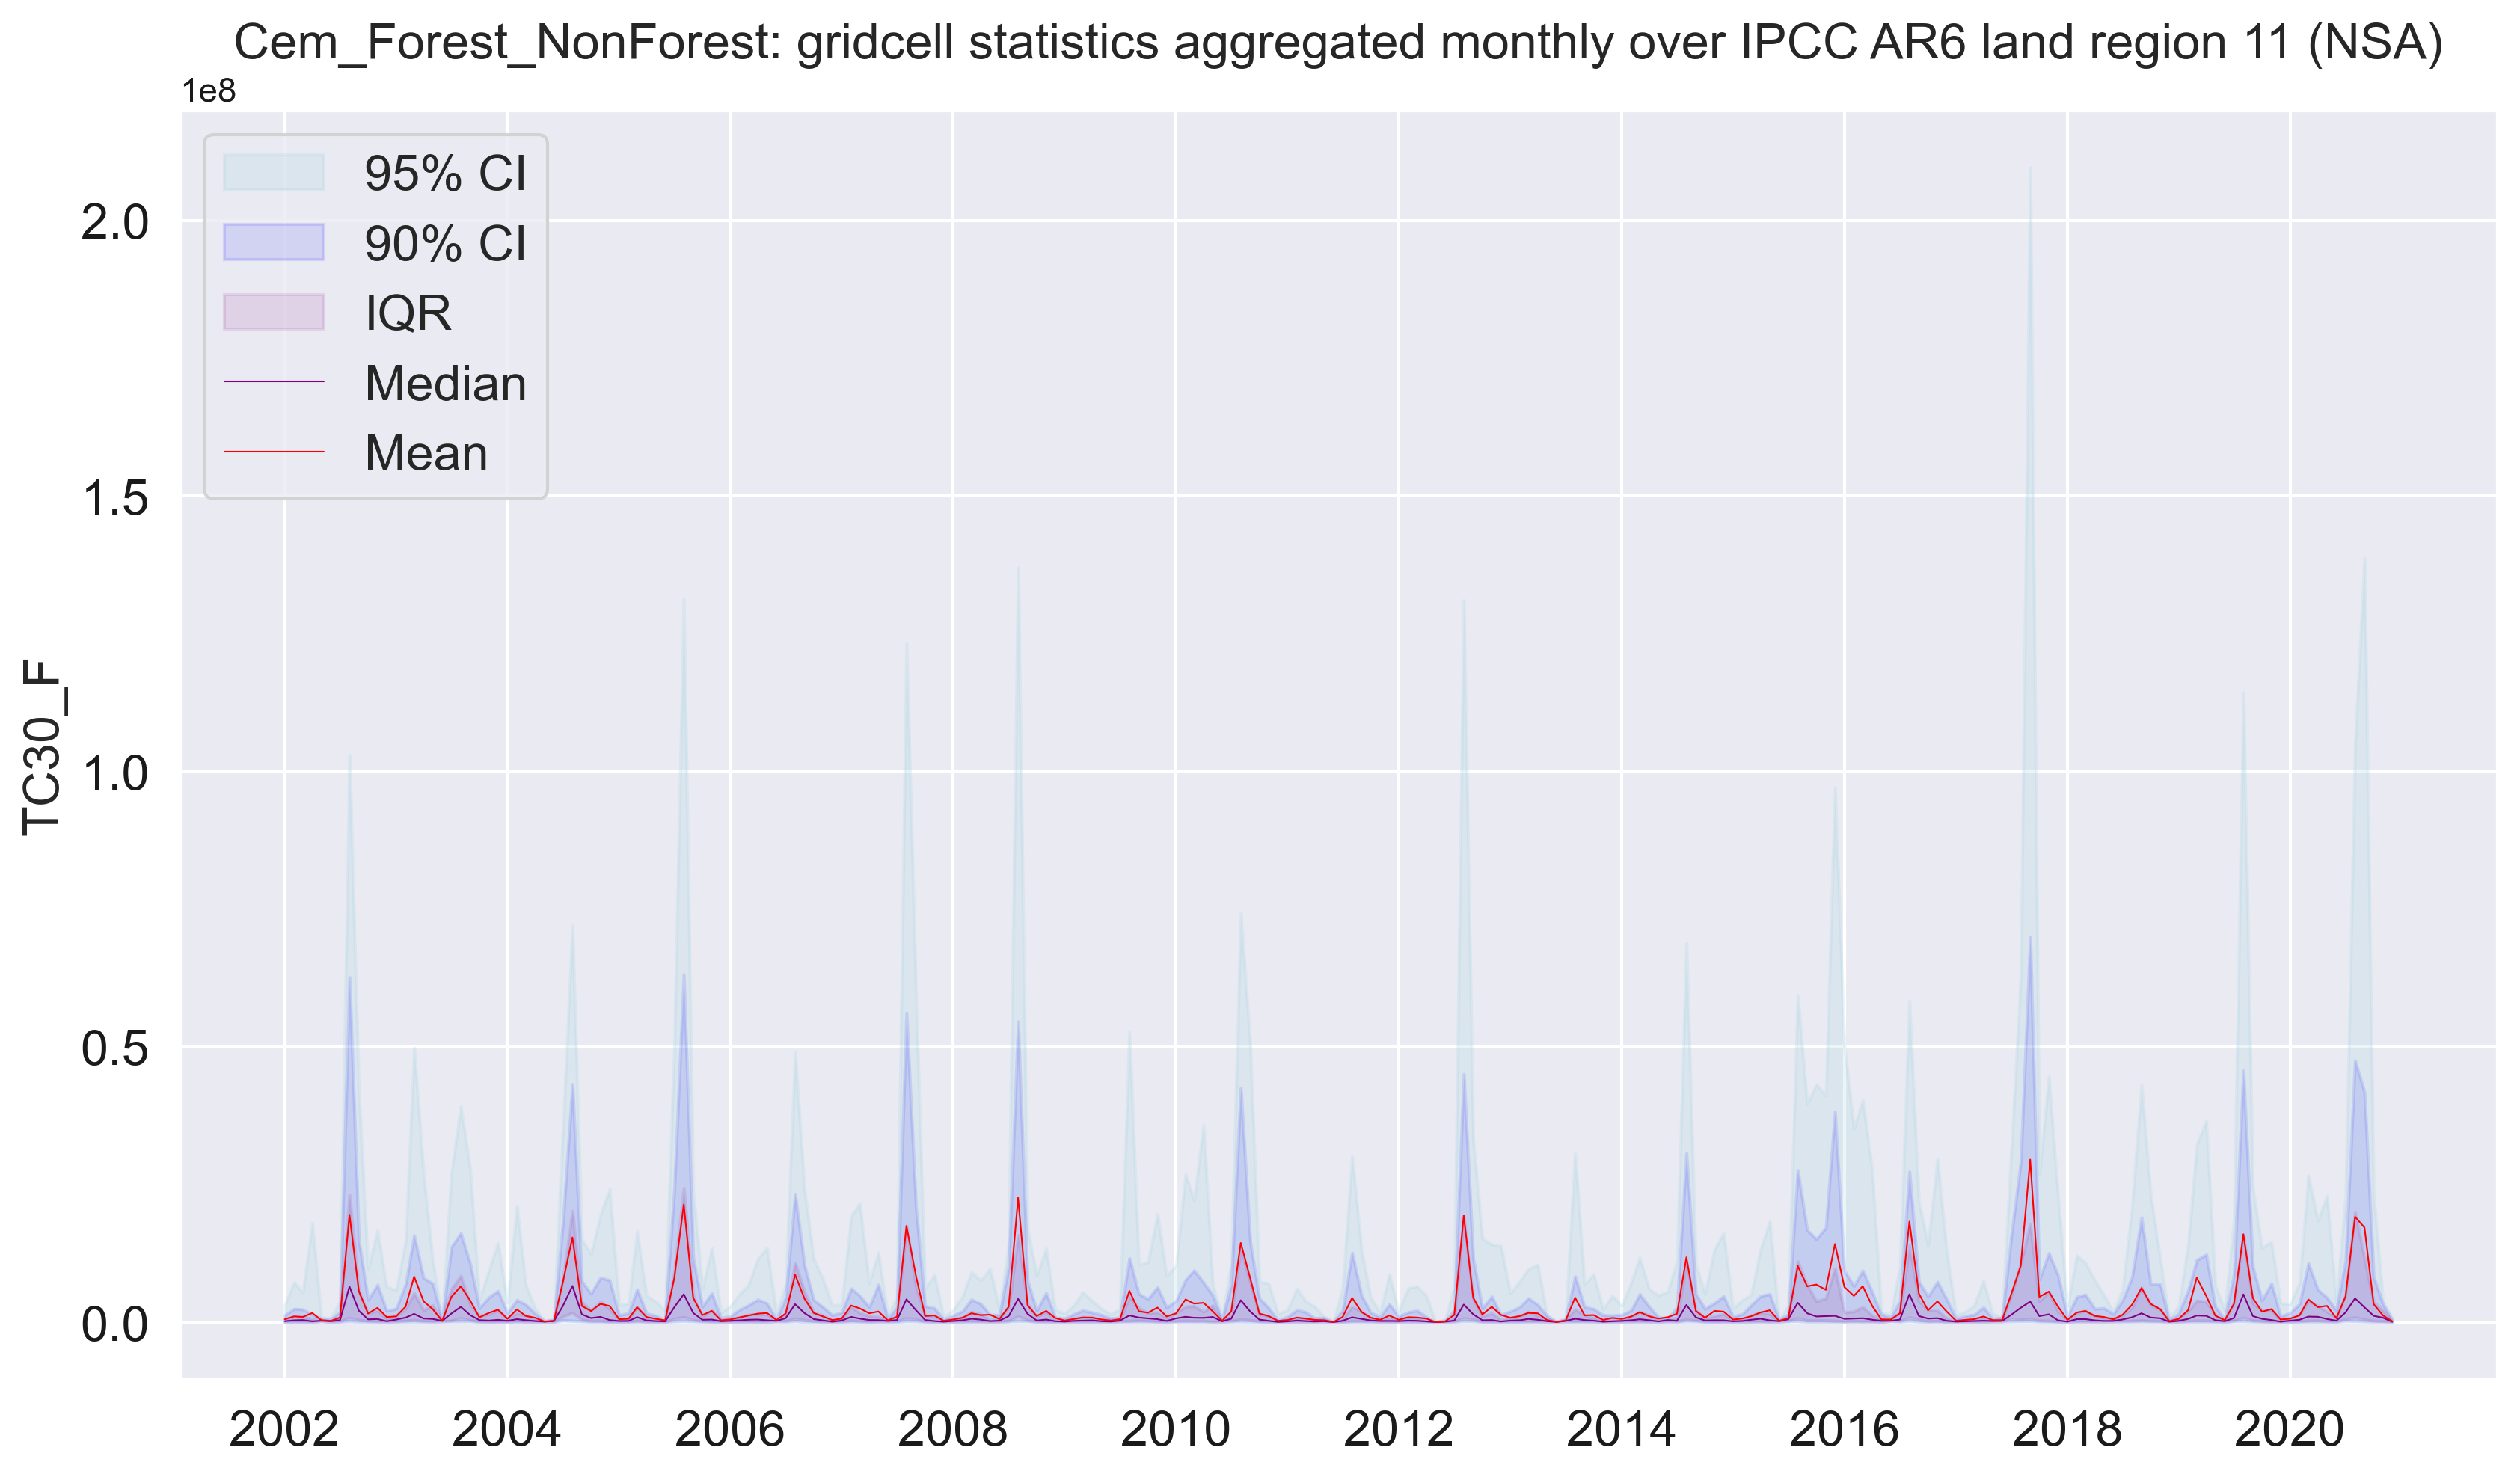 Cem_Forest_NonForest: gridcell statistics aggregated monthly over IPCC AR6 land region 11 (NSA)
1e8
95% CI
90% CI
IQR
Median
Mean
2.0
1.5
1.0
0.5
0.0
TC30_F
2002 2004 2006 2008 2010 2012 2014 2016 2018 2020